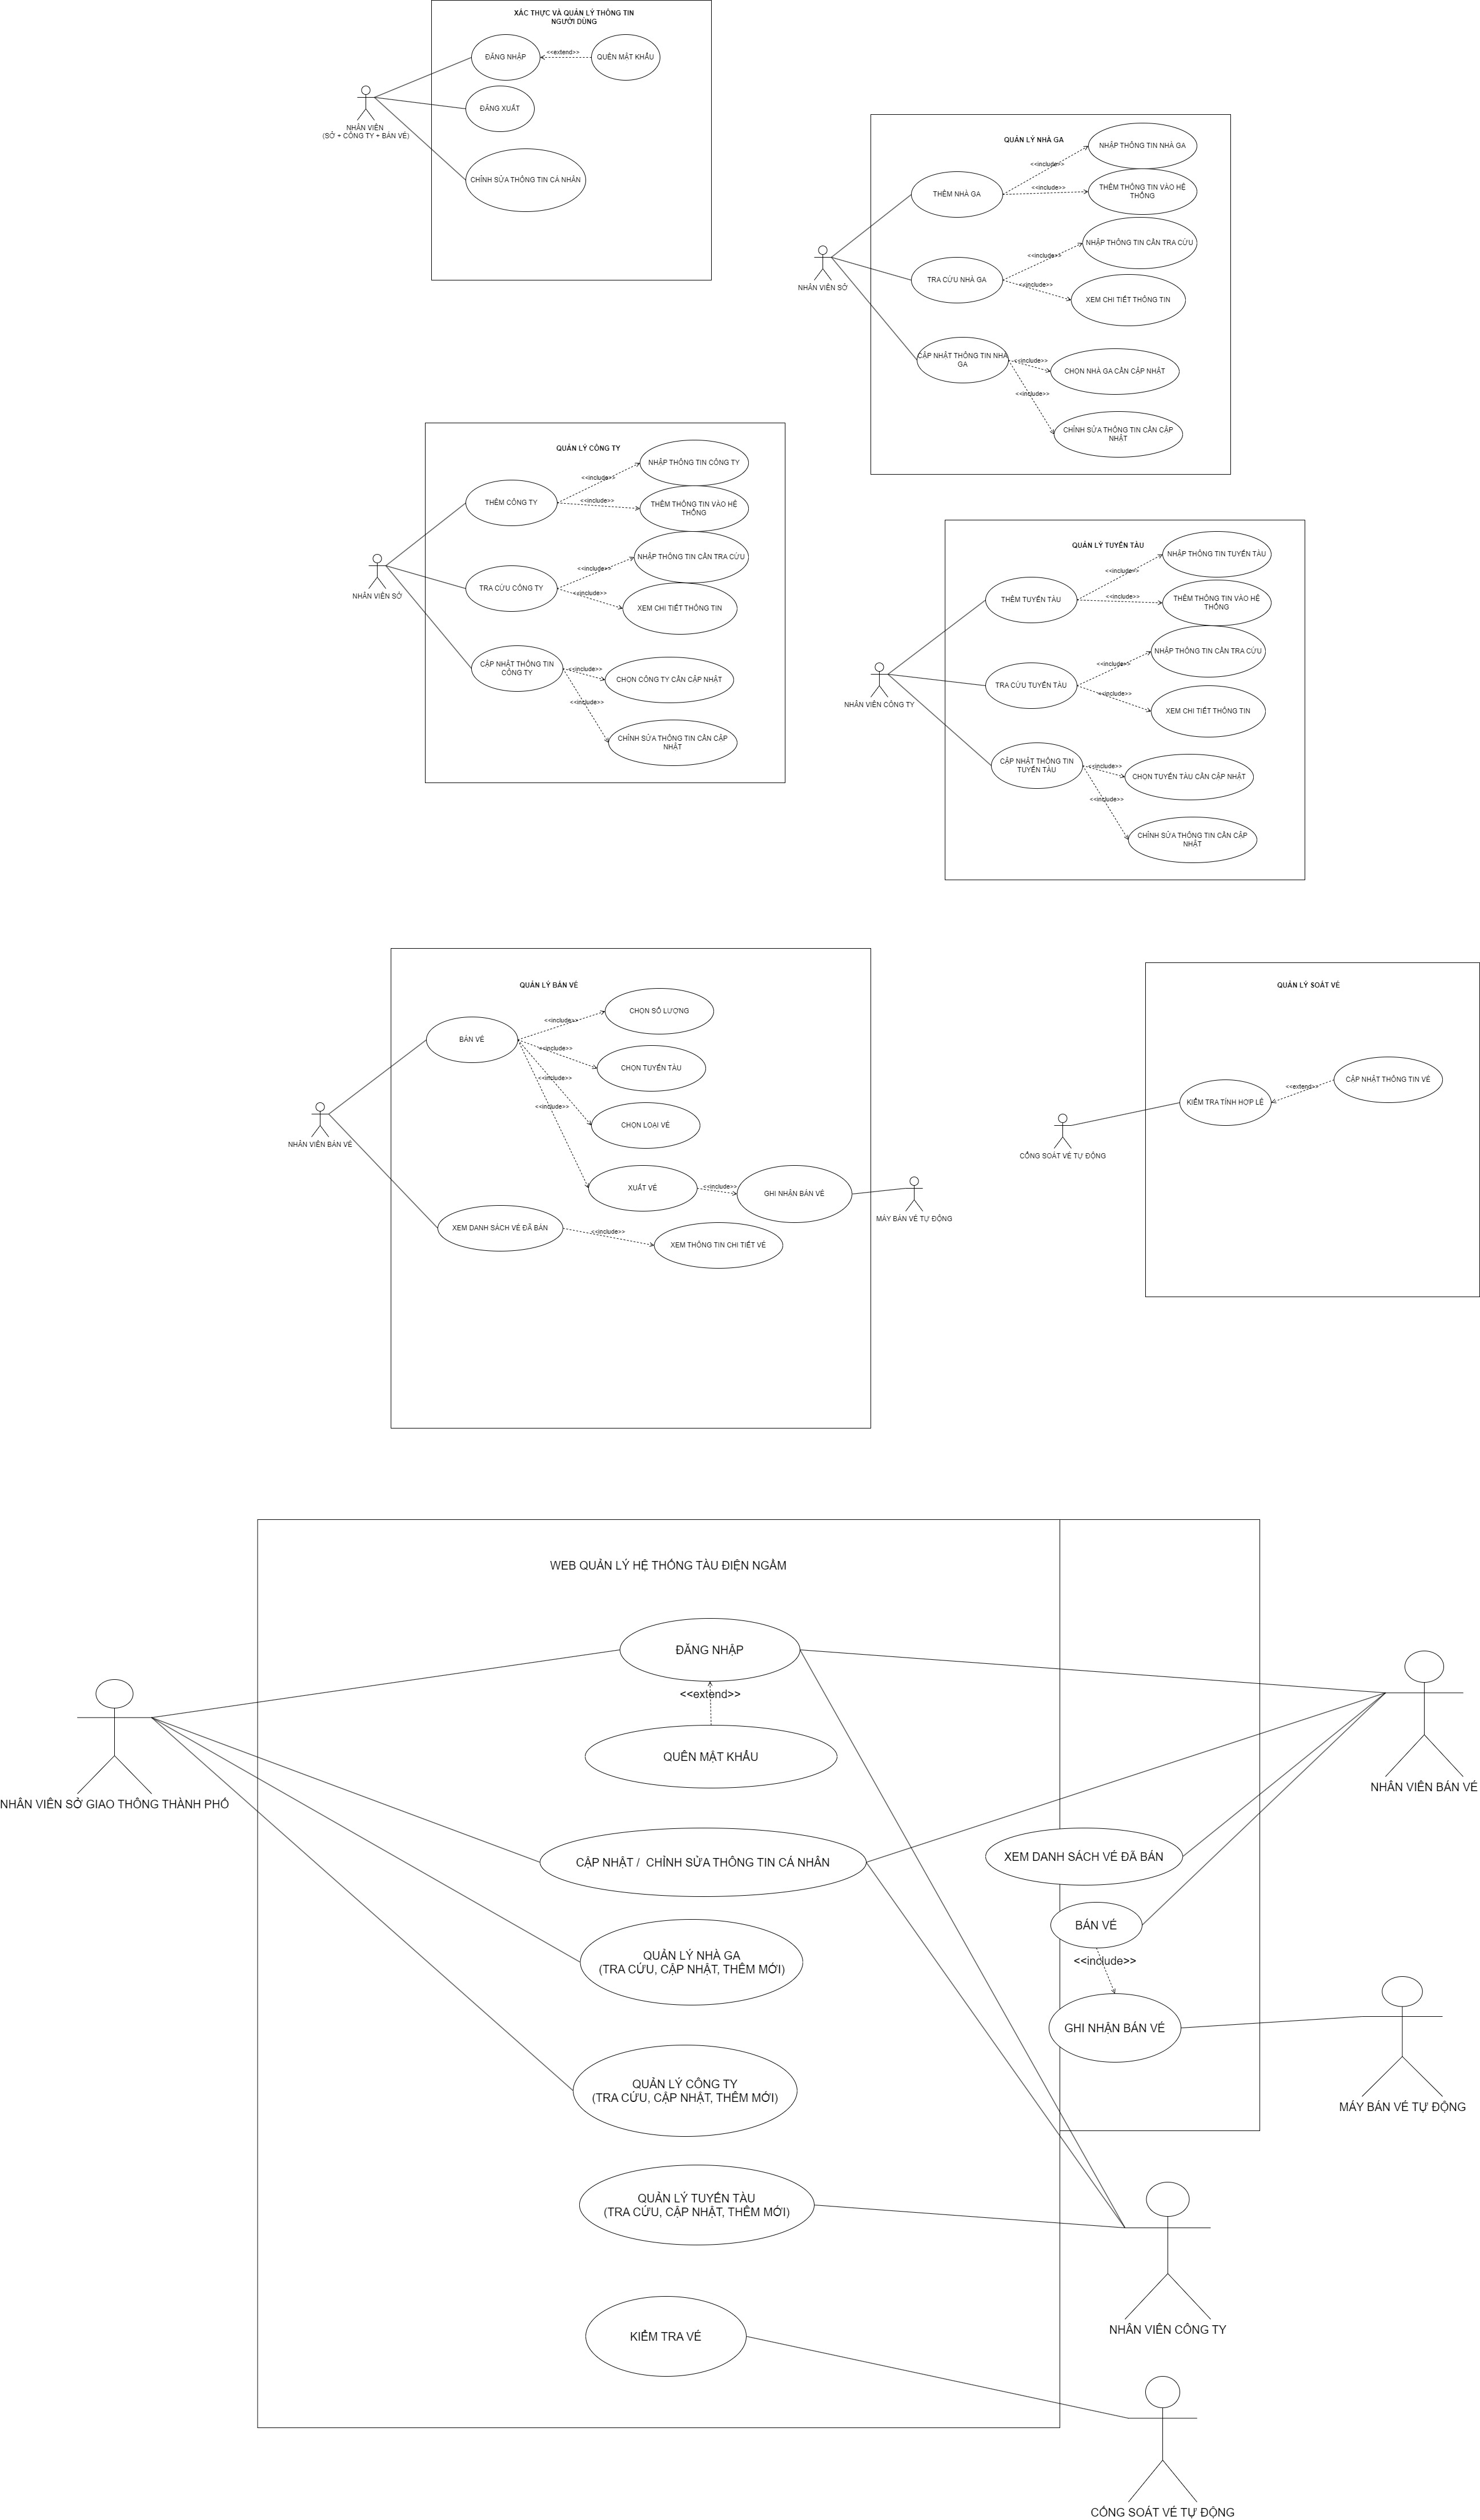 XÁC THỰC VÀ QUẢN LÝ THÔNG TIN
NGƯỜI DÙNG
ĐĂNG NHẬP
<<extend>>
QUÊN MẬT KHẨU
ĐĂNG XUẤT
NHÂN VIÊN
(SỞ + CÔNG TY + BÁN VÉ)
CHỈNH SỬA THÔNG TIN CÁ NHÂN
QUẢN LÝ NHÀ GA
NHẬP THÔNG TIN NHÀ GA
<<include>>
THÊM NHÀ GA
<<include>>
THÊM THÔNG TIN VÀO HỆ
THỐNG
NHẬP THÔNG TIN CẦN TRA CỨU
<<include>>
NHÂN VIÊN SỞ
TRA CỨU NHÀ GA
<<include>>
XEM CHI TIẾT THÔNG TIN
CẬP NHẬT THÔNG TIN NHÀ
GA
<<include>>
CHỌN NHÀ GA CẦN CẬP NHẬT
<<include>>
CHỈNH SỬA THÔNG TIN CẦN CẬP
NHẬT
QUẢN LÝ CÔNG TY
NHẬP THÔNG TIN CÔNG TY
<<include>>
THÊM CÔNG TY
<<include>>
THÊM THÔNG TIN VÀO HỆ
THỐNG
NHẬP THÔNG TIN CẦN TRA CỨU
<<include>>
NHÂN VIÊN SỞ
TRA CỨU CÔNG TY
<<include>>
XEM CHI TIẾT THÔNG TIN
CẬP NHẬT THÔNG TIN
CÔNG TY
<<include>>
CHỌN CÔNG TY CẦN CẬP NHẬT
<<include>>
CHỈNH SỬA THÔNG TIN CẦN CẬP
NHẬT
QUẢN LÝ TUYẾN TÀU
NHẬP THÔNG TIN TUYẾN TÀU
<<include>>
THÊM TUYẾN TÀU
<<include>>
THÊM THÔNG TIN VÀO HỆ
THỐNG
NHẬP THÔNG TIN CẦN TRA CỨU
<<include>>
NHÂN VIÊN CÔNG TY
TRA CỨU TUYẾN TÀU
<<include>>
XEM CHI TIẾT THÔNG TIN
CẬP NHẬT THÔNG TIN
TUYẾN TÀU
<<include>>
CHỌN TUYẾN TÀU CẦN CẬP NHẬT
<<include>>
CHỈNH SỬA THÔNG TIN CẦN CẬP
NHẬT
QUẢN LÝ BÁN VÉ
CHỌN SỐ LƯỢNG
<<include>>
BÁN VÉ
<<include>>
CHỌN TUYẾN TÀU
<<include>>
<<include>>
CHỌN LOẠI VÉ
NHÂN VIÊN BÁN VÉ
XUẤT VÉ
<<include>>
GHI NHẬN BÁN VÉ
MÁY BÁN VÉ TỰ ĐỘNG
XEM DANH SÁCH VÉ ĐÃ BÁN
<<include>>
XEM THÔNG TIN CHI TIẾT VÉ
QUẢN LÝ SOÁT VÉ
CẬP NHẬT THÔNG TIN VÉ
<<extend>>
KIỂM TRA TÍNH HỢP LỆ
CỔNG SOÁT VÉ TỰ ĐỘNG
WEB QUẢN LÝ HỆ THỐNG TÀU ĐIỆN NGẦM
ĐĂNG NHẬP
<<extend>>
QUÊN MẬT KHẨU
NHÂN VIÊN BÁN VÉ
NHÂN VIÊN SỞ GIAO THÔNG THÀNH PHỐ
XEM DANH SÁCH VÉ ĐÃ BÁN
CẬP NHẬT / CHỈNH SỬA THÔNG TIN CÁ NHÂN
BÁN VÉ
<<include>>
QUẢN LÝ NHÀ GA
(TRA CỨU, CẬP NHẬT, THÊM MỚI)
GHI NHẬN BÁN VÉ
QUẢN LÝ CÔNG TY
(TRA CỨU, CẬP NHẬT, THÊM MỚI)
MÁY BÁN VÉ TỰ ĐỘNG
QUẢN LÝ TUYẾN TÀU
(TRA CỨU, CẬP NHẬT, THÊM MỚI)
NHÂN VIÊN CÔNG TY
KIỂM TRA VÉ
CỔNG SOÁT VÉ TỰ ĐỘNG